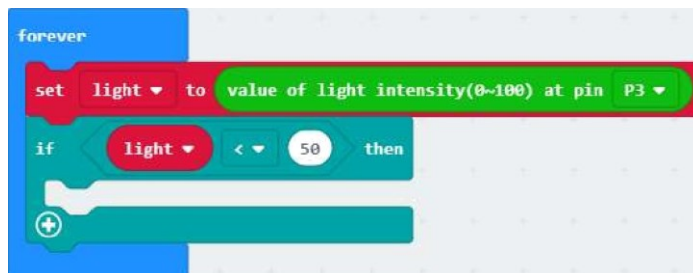 forever
set light to value of light intensity(0~100) at pin P3
if light < 50 then